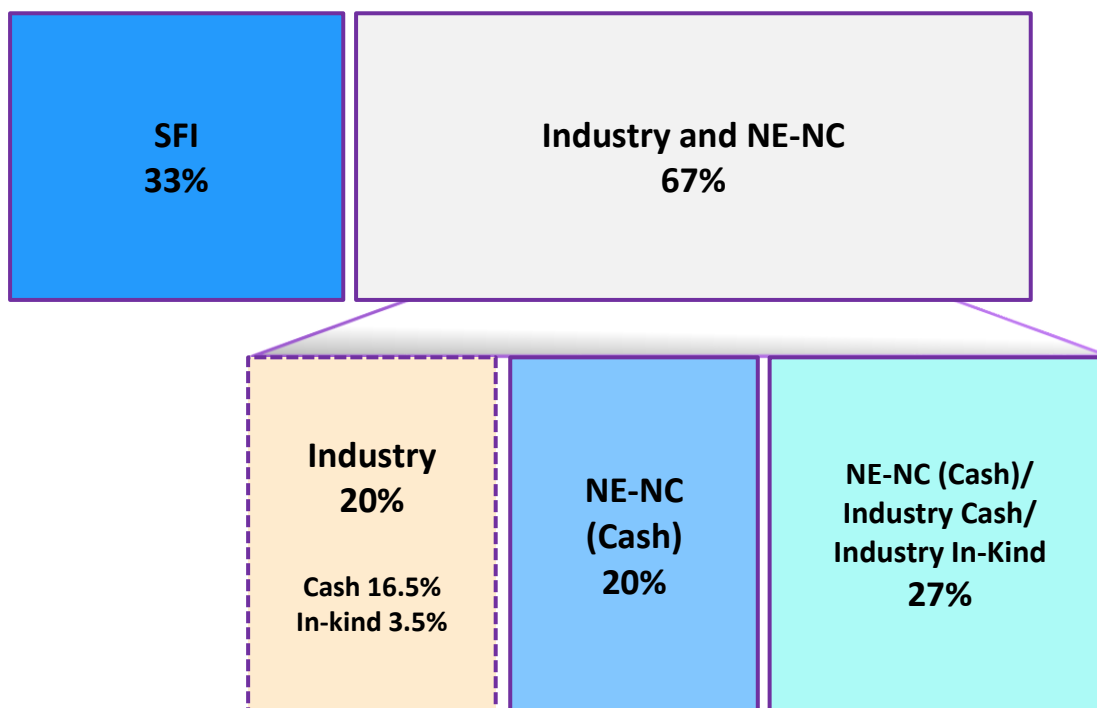 SFI
33%
Industry and NE-NC
67%
Industry
20%
Cash 16.5%
In-kind 3.5%
NE-NC
(Cash)
20%
NE-NC (Cash)/
Industry Cash/
Industry In-Kind
27%